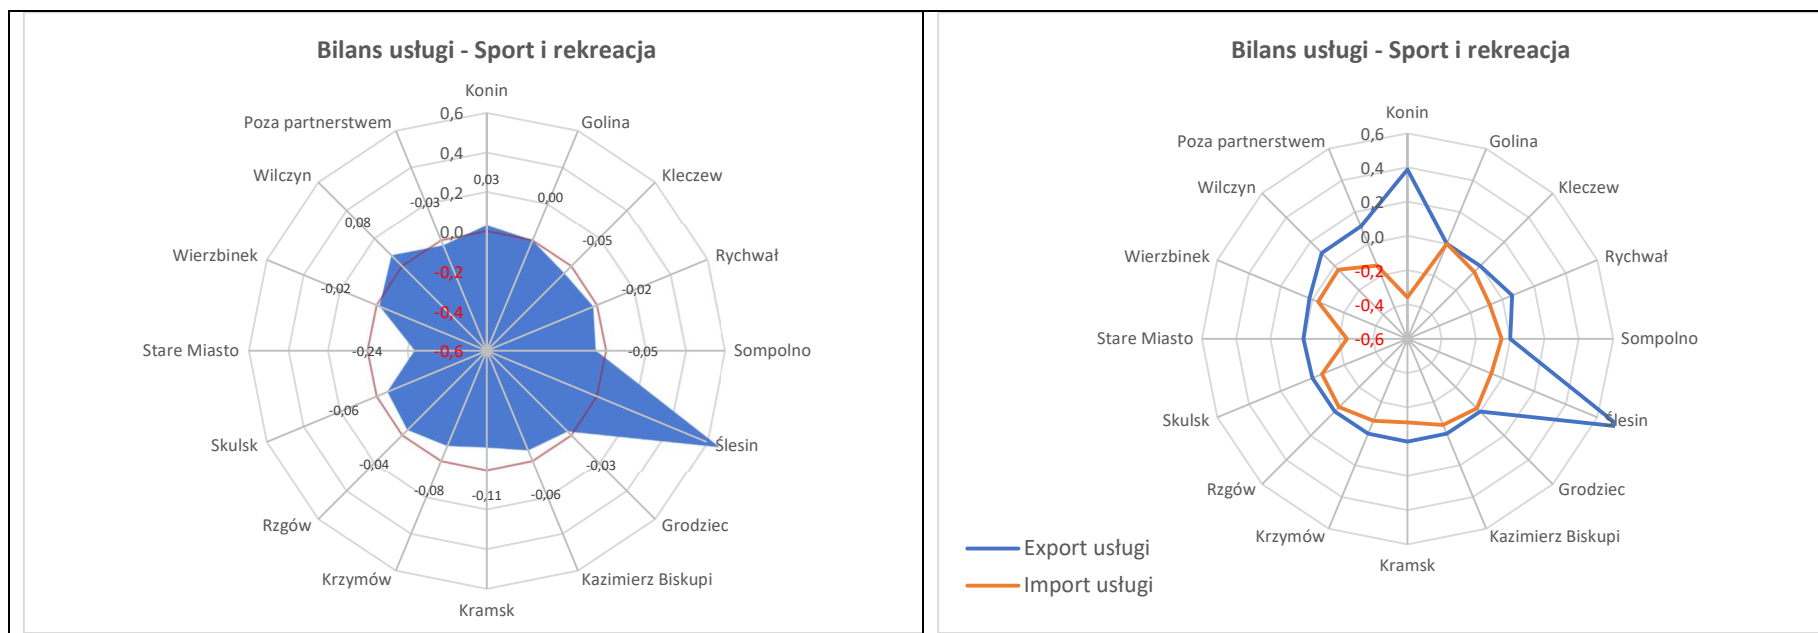 Bilans usługi - Sport i rekreacja
Konin
Golina
Kleczew
Rychwał
Sompolno
Ślesin
Grodziec
Kazimierz Biskupi
Kramsk
Krzymów
Rzgów
Skulsk
Stare Miasto
Wierzbinek
Wilczyn
Poza partnerstwem
0,6
0,4
0,2
0,0
-0,2
-0,4
-0,6
0,03
0,00
-0,05
-0,02
-0,05
-0,03
-0,06
-0,11
-0,08
-0,04
-0,06
-0,24
-0,02
0,08
-0,03
Bilans usługi - Sport i rekreacja
Konin
Golina
Kleczew
Rychwał
Sompolno
Ślesin
Grodziec
Kazimierz Biskupi
Kramsk
Krzymów
Rzgów
Skulsk
Stare Miasto
Wierzbinek
Wilczyn
Poza partnerstwem
0,6
0,4
0,2
0,0
-0,2
-0,4
-0,6
Export usługi
Import usługi